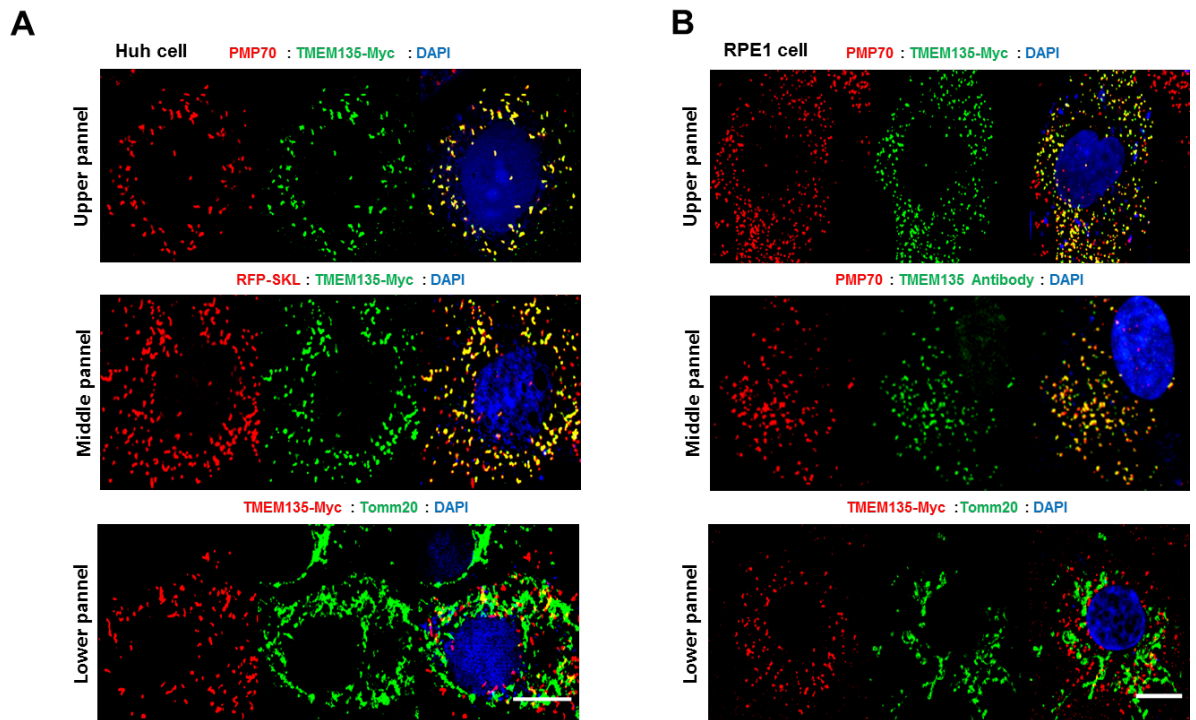 A
Huh cell
PMP70 : TMEM135-Myc : DAPI
Upper pannel
RFP-SKL : TMEM135-Myc : DAPI
Middle pannel
TMEM135-Myc : Tomm20 : DAPI
Lower pannel
B
RPE1 cell
PMP70 : TMEM135-Myc : DAPI
Upper pannel
PMP70 : TMEM135 Antibody : DAPI
Middle pannel
TMEM135-Myc : Tomm20 : DAPI
Lower pannel